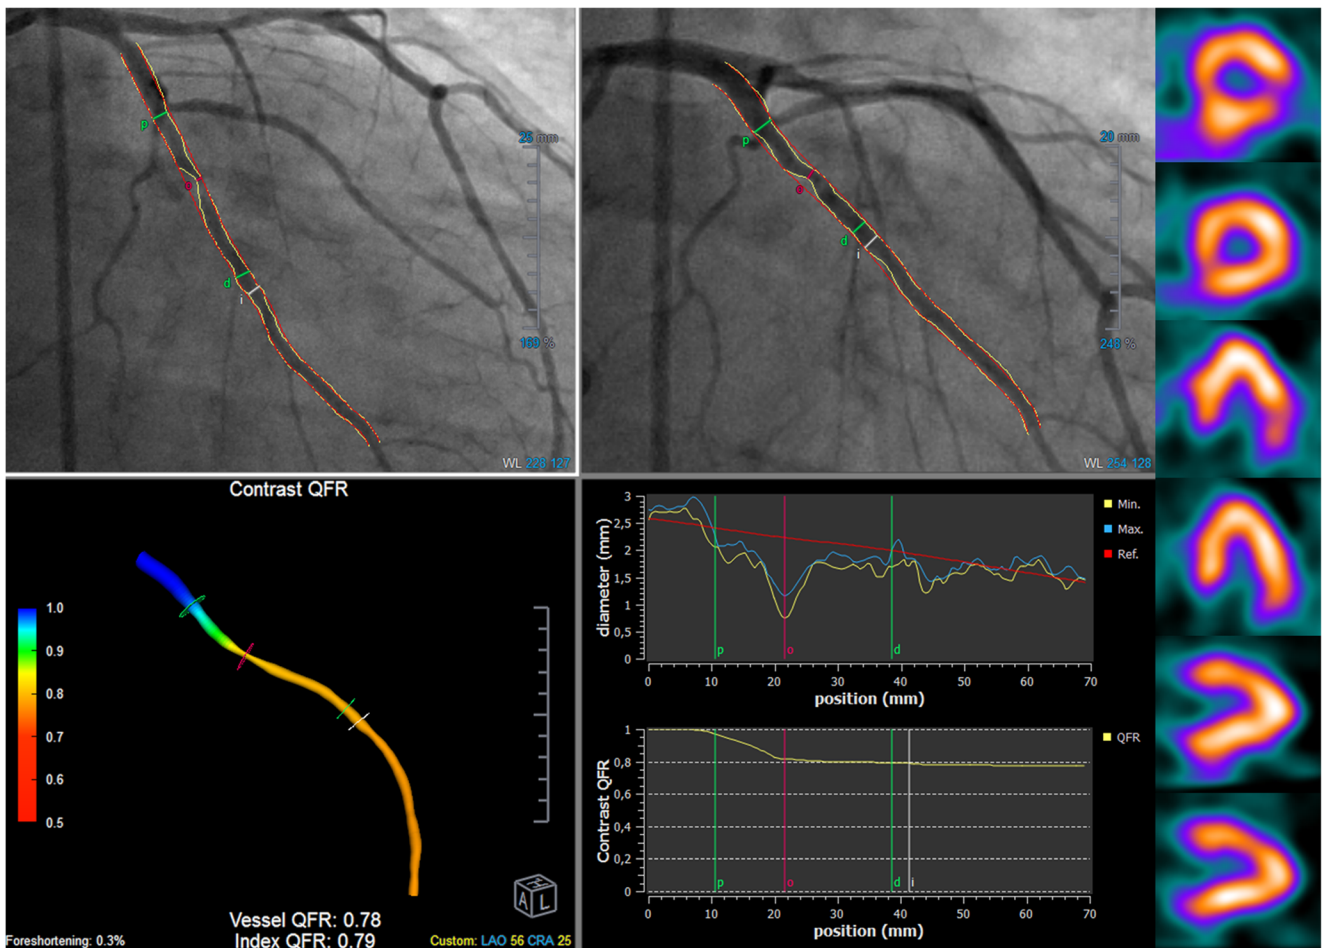 p
o
d
i
25 mm
169 %
WL 228 127
p
o
d
i
20 mm
248 %
WL 254 128
Contrast QFR
1.0
0.9
0.8
0.7
0.6
0.5
A H L
Vessel QFR: 0.78
Index QFR: 0.79
Foreshortening: 0.3%
Custom: LAO 56 CRA 25
diameter (mm)
3
2,5
2
1,5
1
0,5
0
p
o
d
0 10 20 30 40 50 60 70
position (mm)
Min.
Max.
Ref.
Contrast QFR
1
0,8
0,6
0,4
0,2
0
p
o
d
i
0 10 20 30 40 50 60 70
position (mm)
QFR